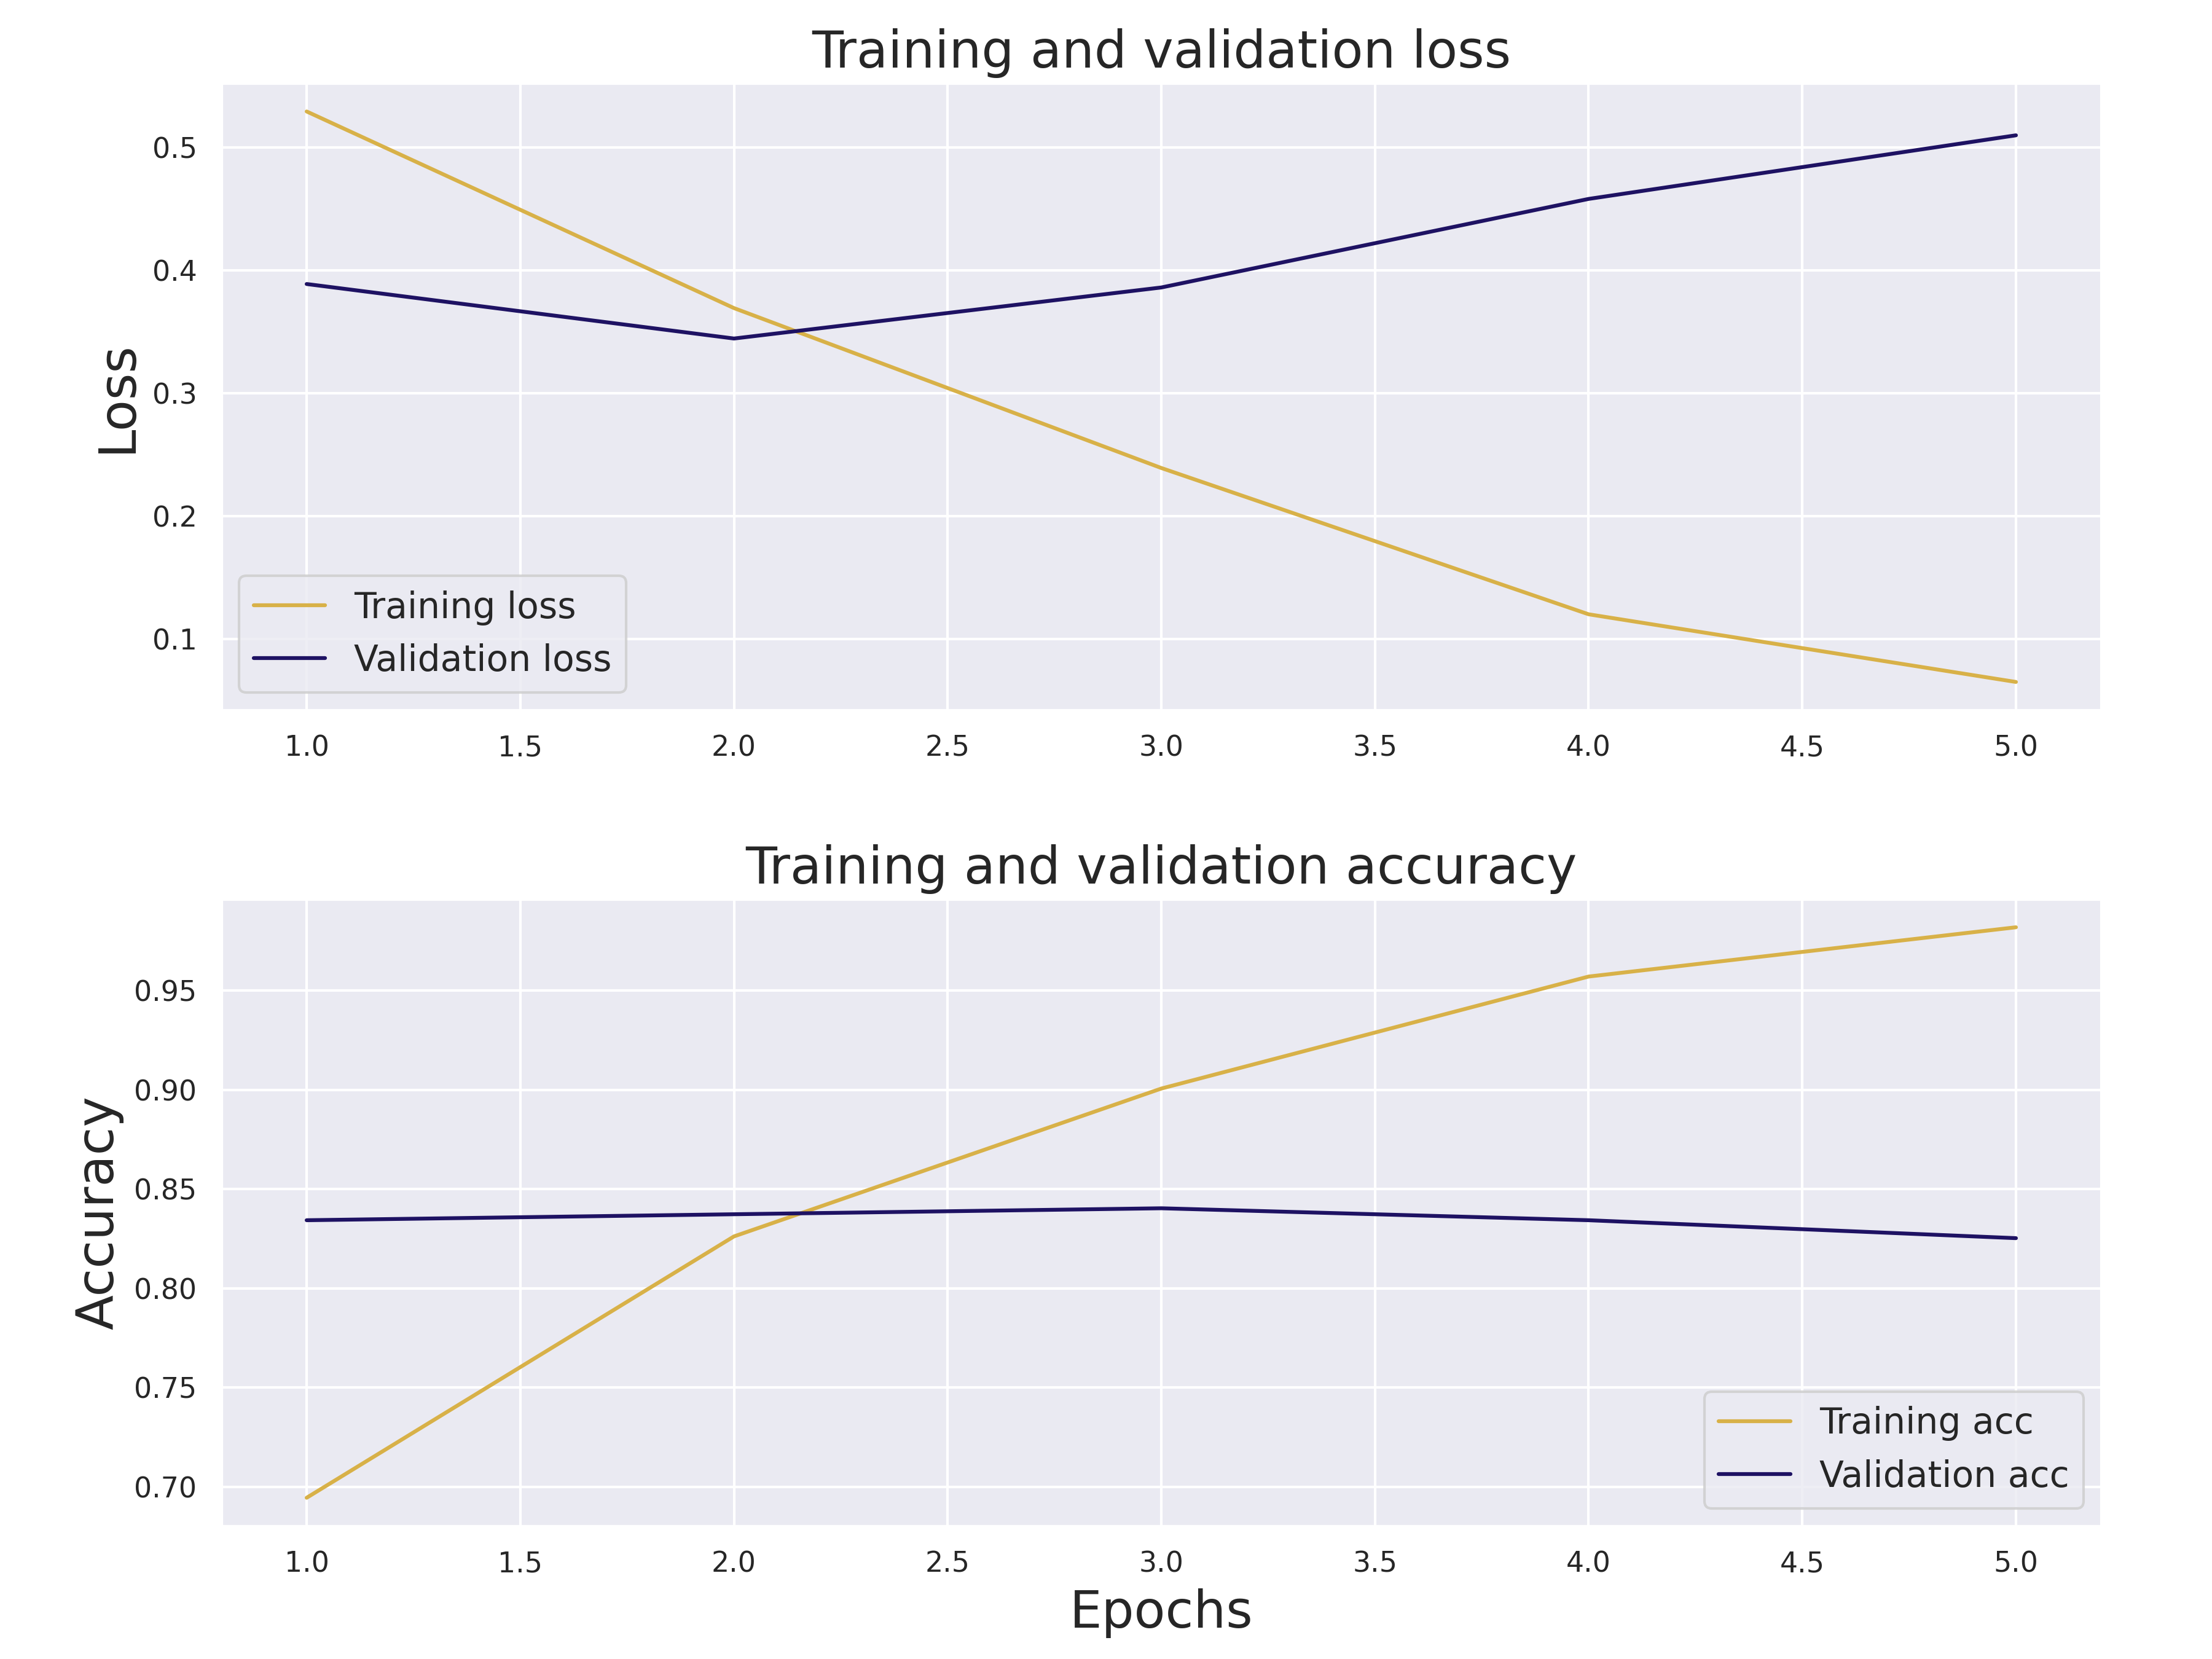 Training and validation loss
Loss
0.5
0.4
0.3
0.2
0.1
Training loss
Validation loss
1.0 1.5 2.0 2.5 3.0 3.5 4.0 4.5 5.0
Training and validation accuracy
Accuracy
0.95
0.90
0.85
0.80
0.75
0.70
Training acc
Validation acc
1.0 1.5 2.0 2.5 3.0 3.5 4.0 4.5 5.0
Epochs